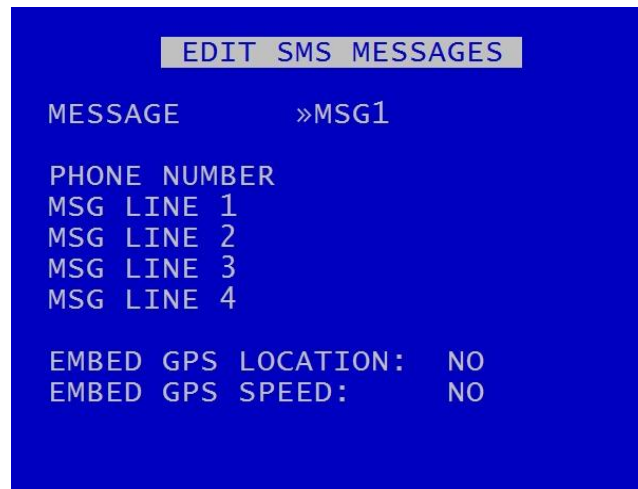 EDIT SMS MESSAGES
MESSAGE »MSG1
PHONE NUMBER
MSG LINE 1
MSG LINE 2
MSG LINE 3
MSG LINE 4
EMBED GPS LOCATION: NO
EMBED GPS SPEED: NO